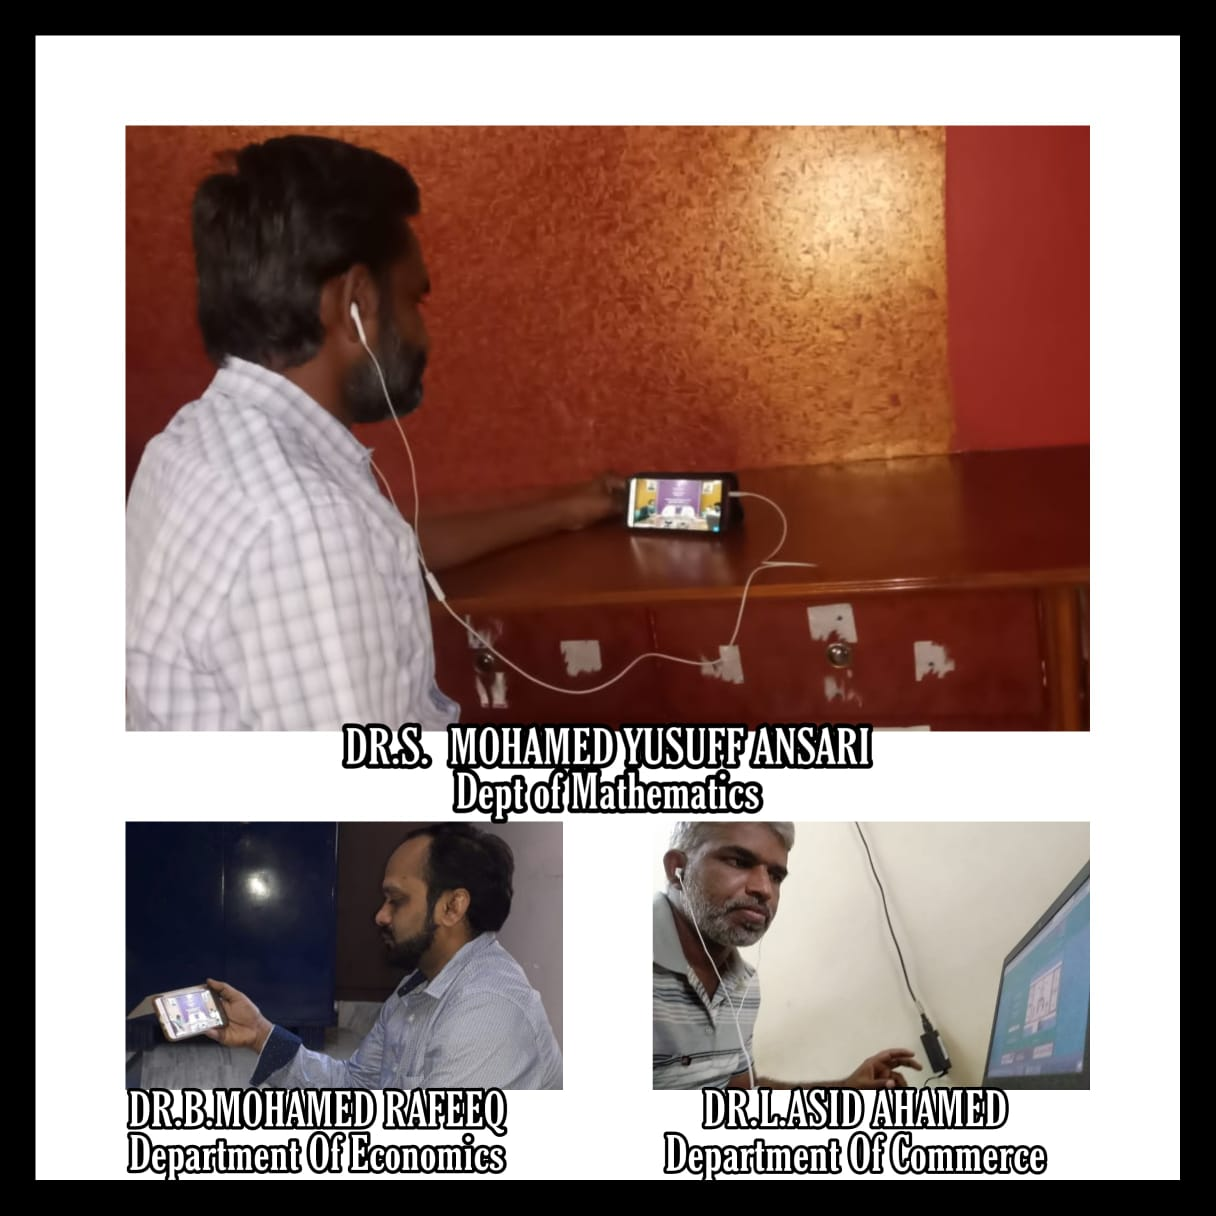 DR.S. MOHAMED YUSUFF ANSARI
Dept of Mathematics
DR.B.MOHAMED RAFEEQ
Department Of Economics
DR.L.ASID AHAMED
Department Of Commerce